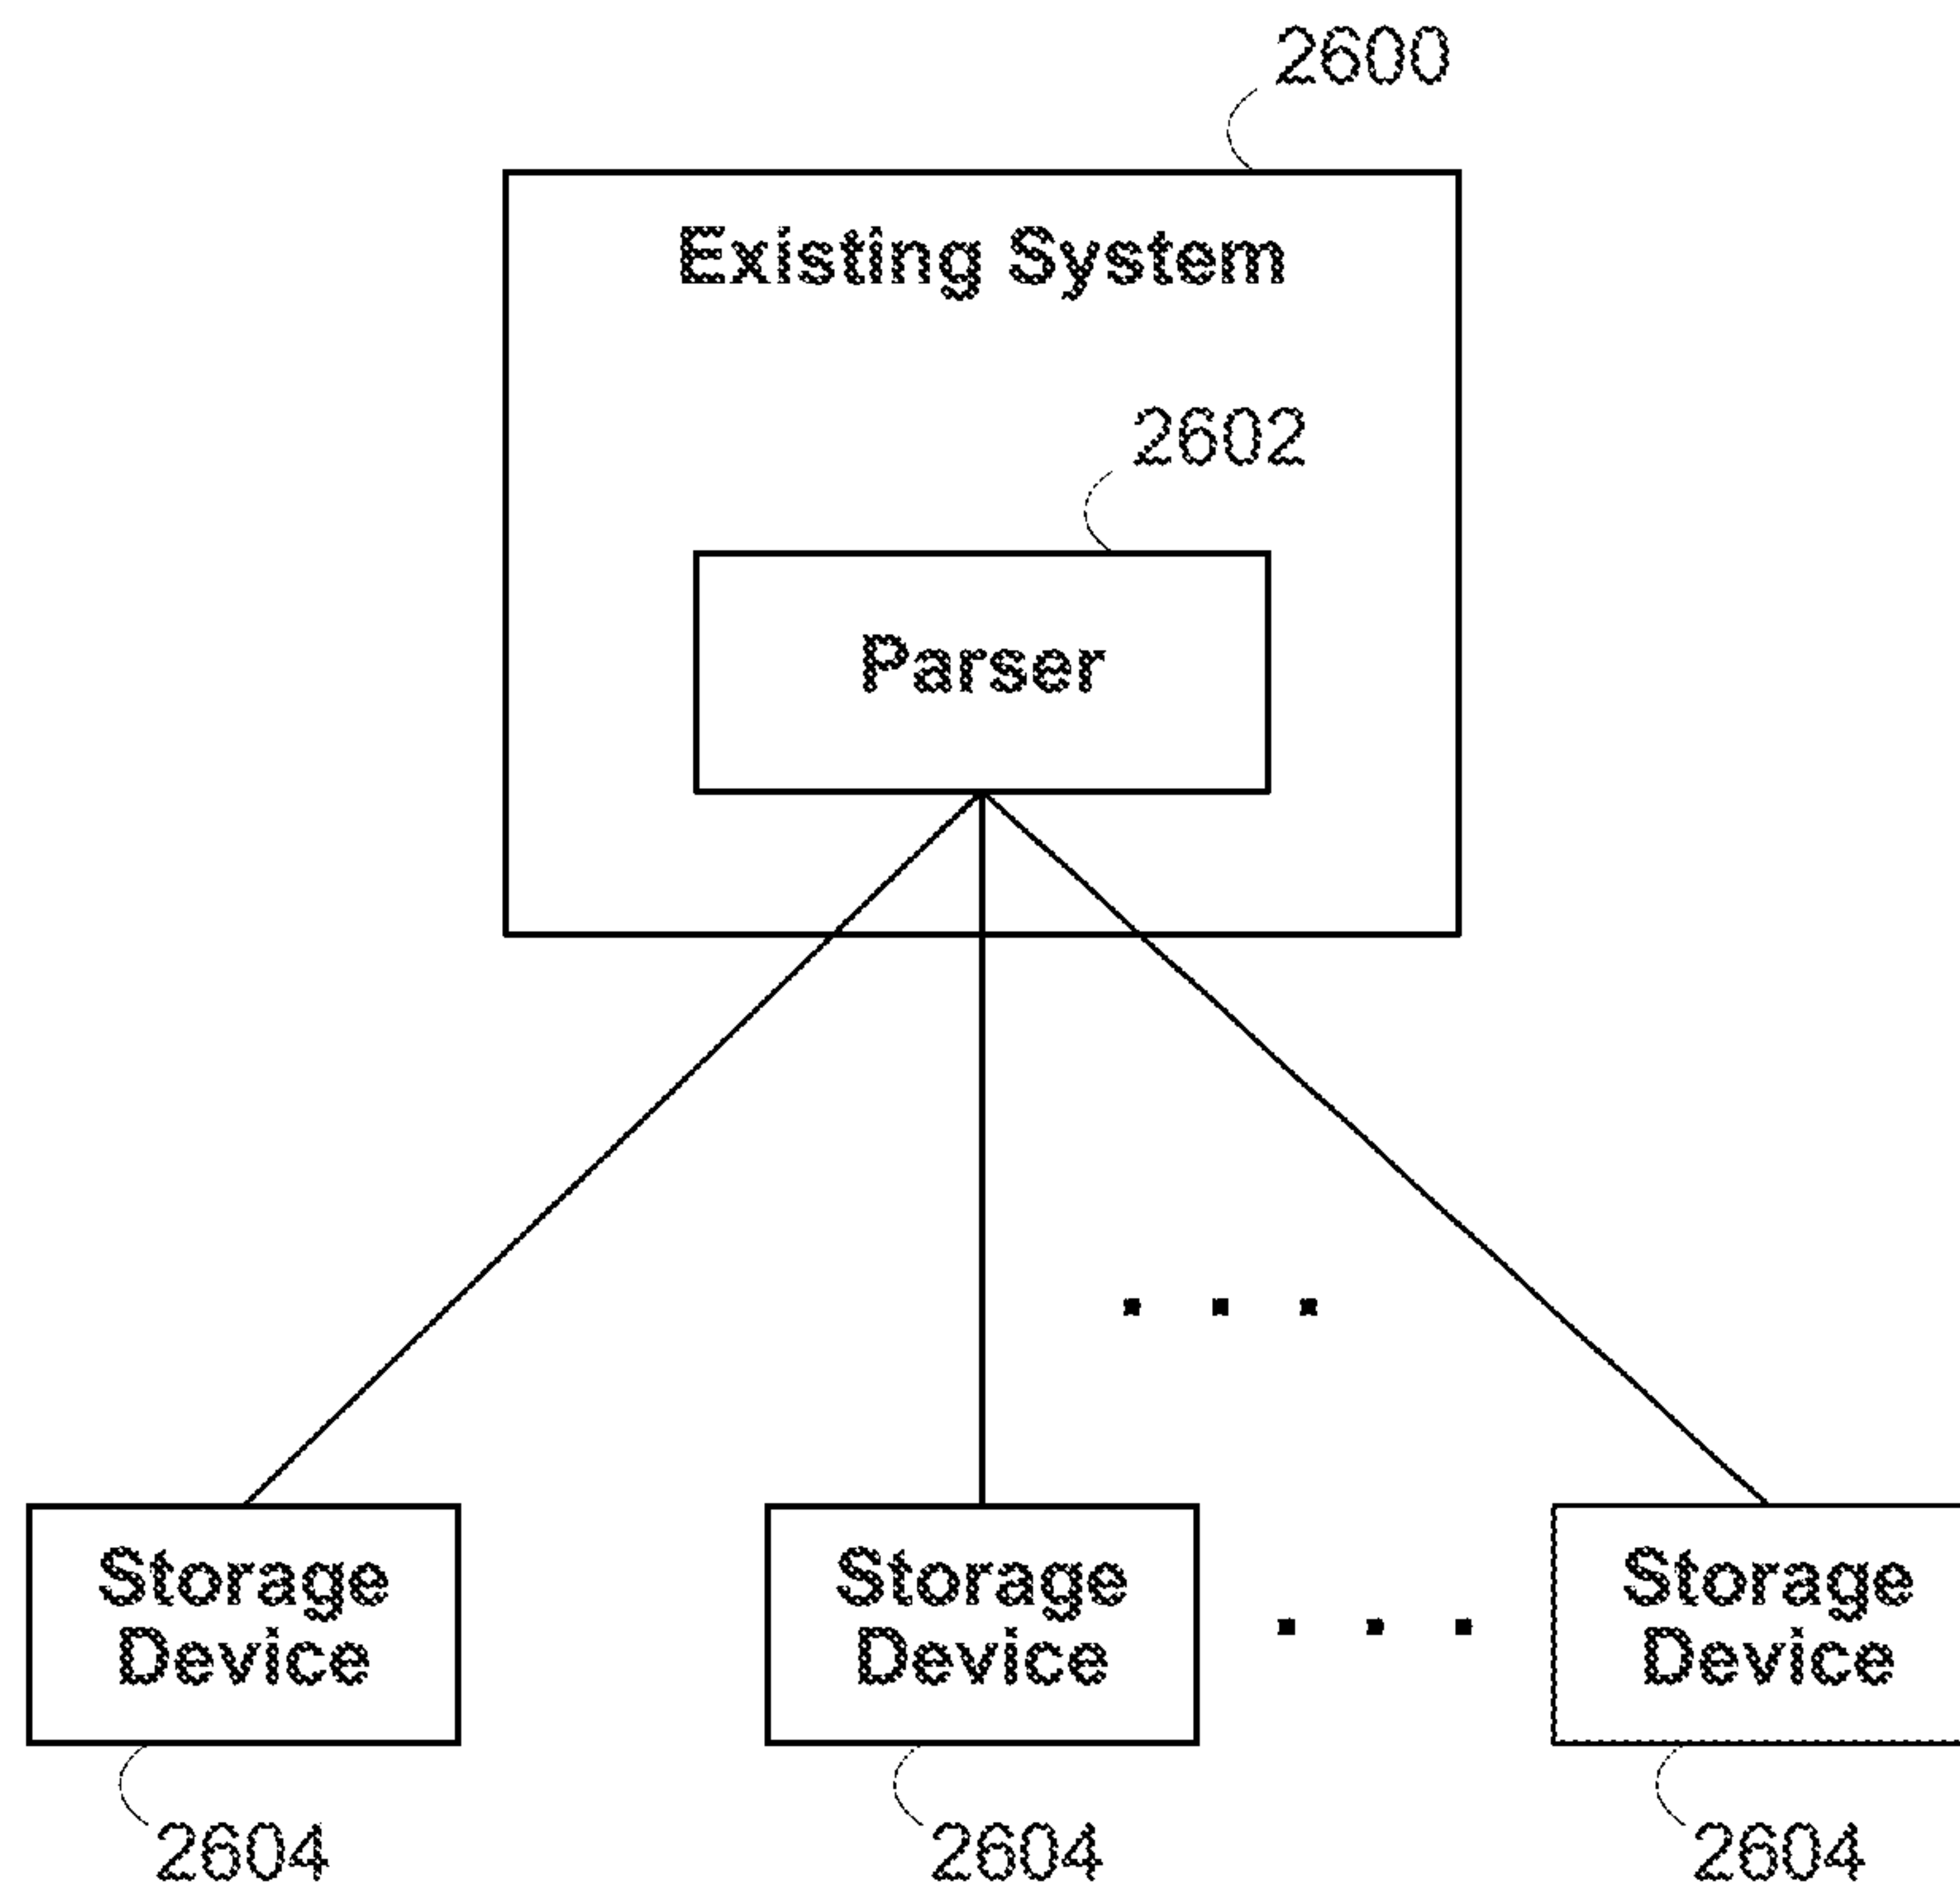 2600
Existing System
2602
Parser
. . .
Storage Device
Storage Device
. . .
Storage Device
2604
2604
2604